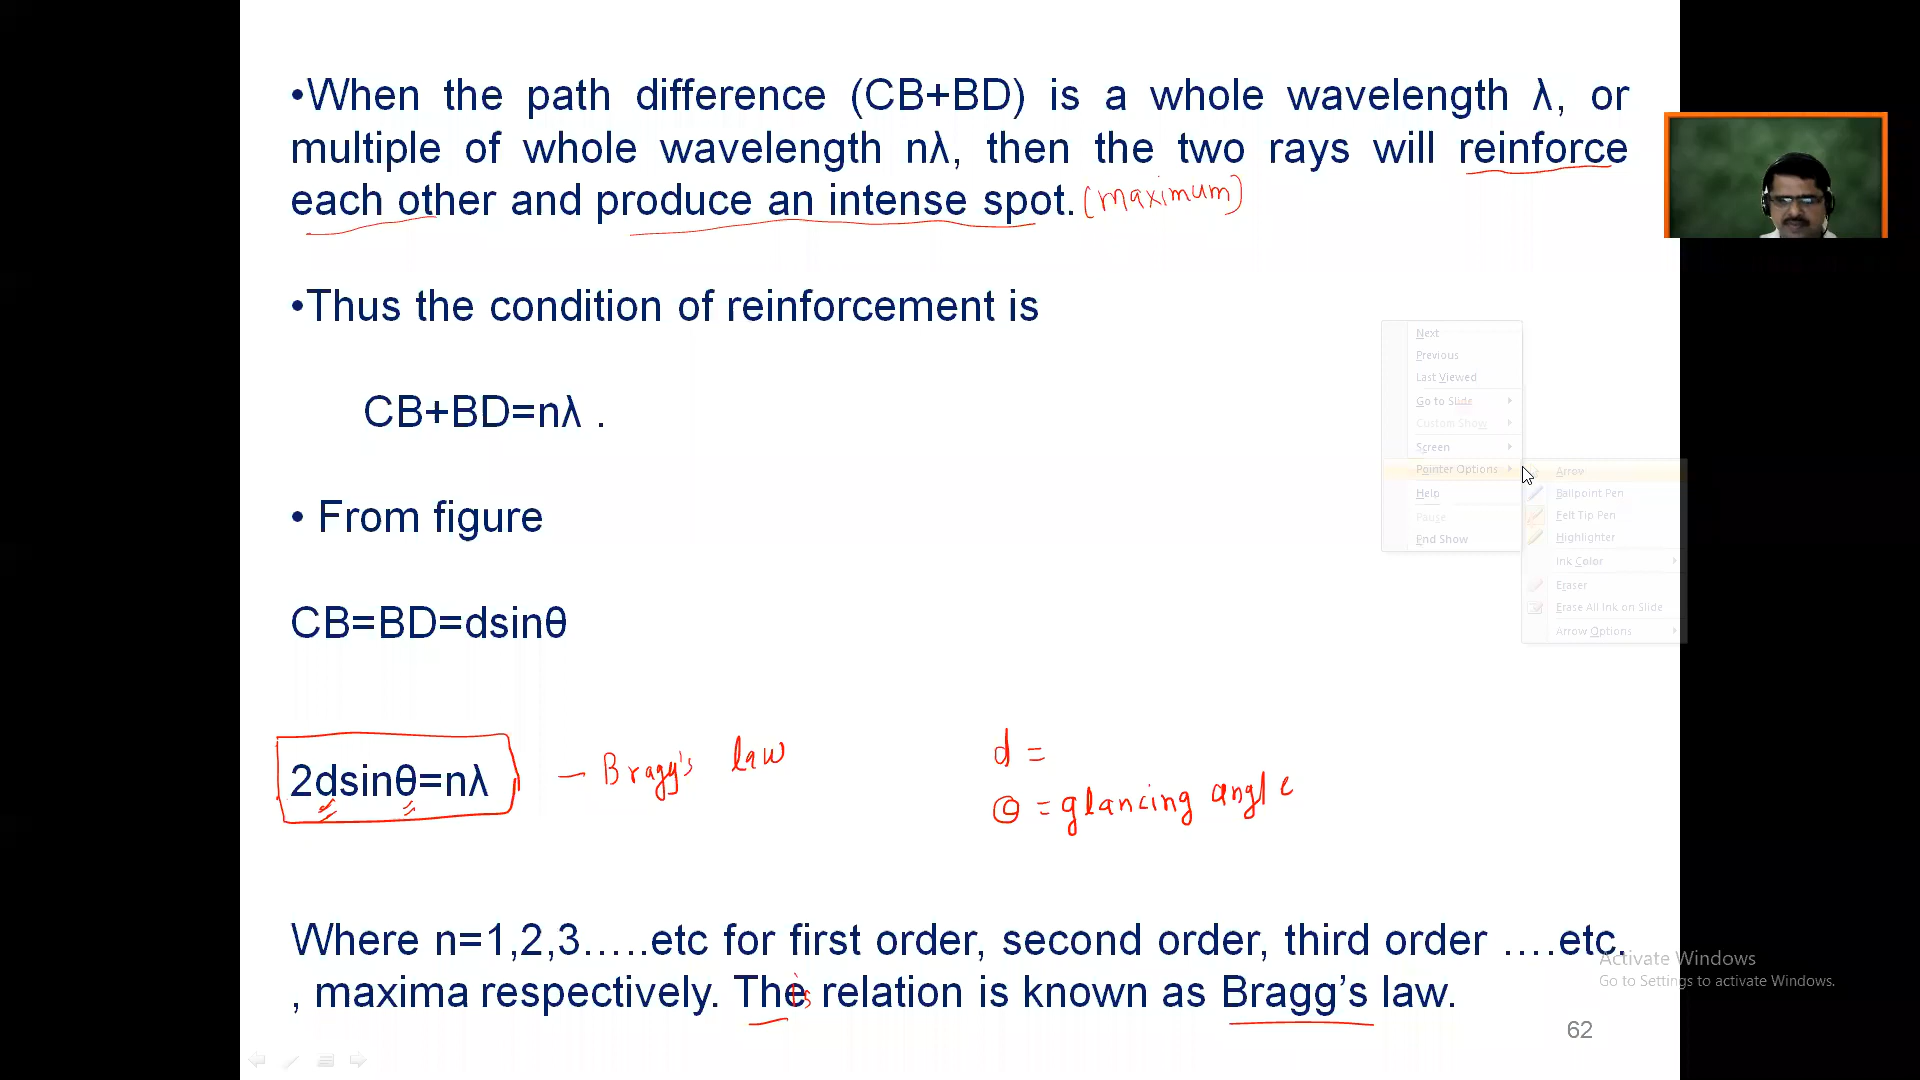 •When the path difference (CB+BD) is a whole wavelength λ, or
multiple of whole wavelength nλ, then the two rays will reinforce
each other and produce an intense spot. (maximum)
•Thus the condition of reinforcement is
CB+BD=nλ .
• From figure
CB=BD=dsinθ
2dsinθ=nλ – Bragg's law
d =
θ = glancing angle
Where n=1,2,3.....etc for first order, second order, third order ....etc.
, maxima respectively. The is relation is known as Bragg's law.
62
Next
Previous
Last Viewed
Go to Slide
Custom Show
Screen
Pointer Options
Help
Pause
End Show
Arrow
Ballpoint Pen
Felt Tip Pen
Highlighter
Ink Color
Eraser
Erase All Ink on Slide
Arrow Options
Activate Windows
Go to Settings to activate Windows.